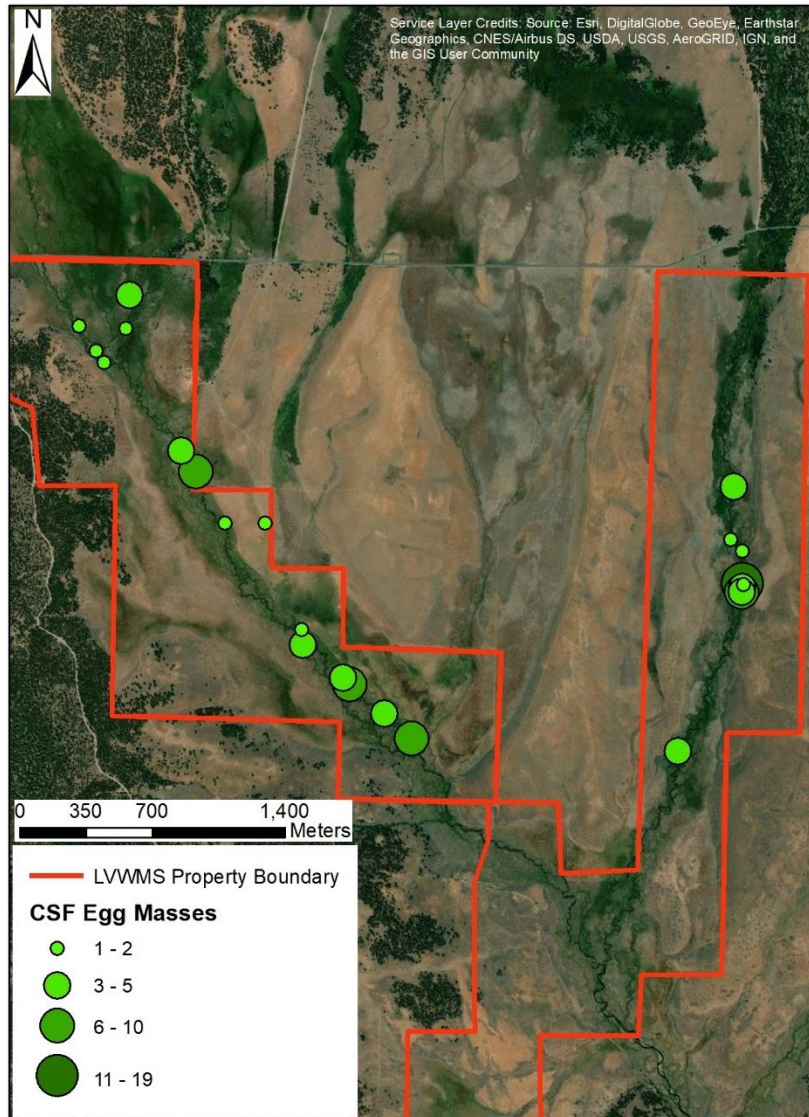 Service Layer Credits: Source: Esri, DigitalGlobe, GeoEye, Earthstar
Geographics, CNES/Airbus DS, USDA, USGS, AeroGRID, IGN, and
the GIS User Community
N
0 350 700 1,400
Meters
LVWMS Property Boundary
CSF Egg Masses
1 - 2
3 - 5
6 - 10
11 - 19